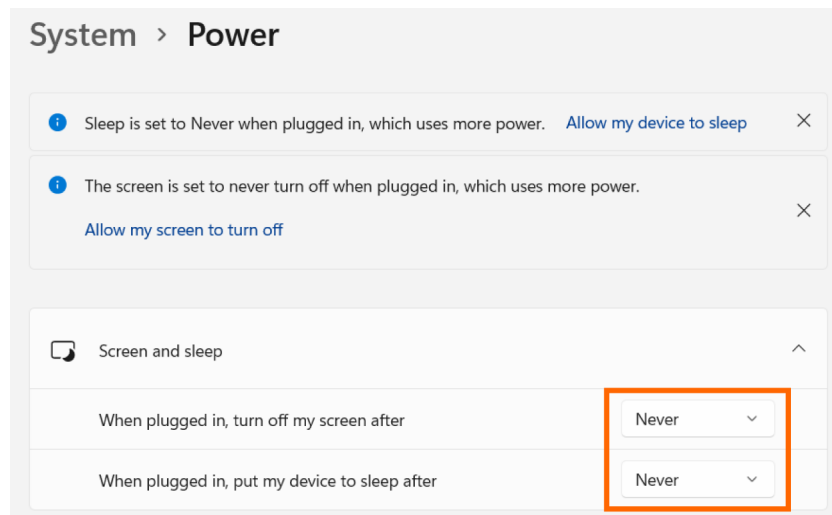 System > Power
Sleep is set to Never when plugged in, which uses more power. Allow my device to sleep
The screen is set to never turn off when plugged in, which uses more power.
Allow my screen to turn off
Screen and sleep
When plugged in, turn off my screen after Never
When plugged in, put my device to sleep after Never